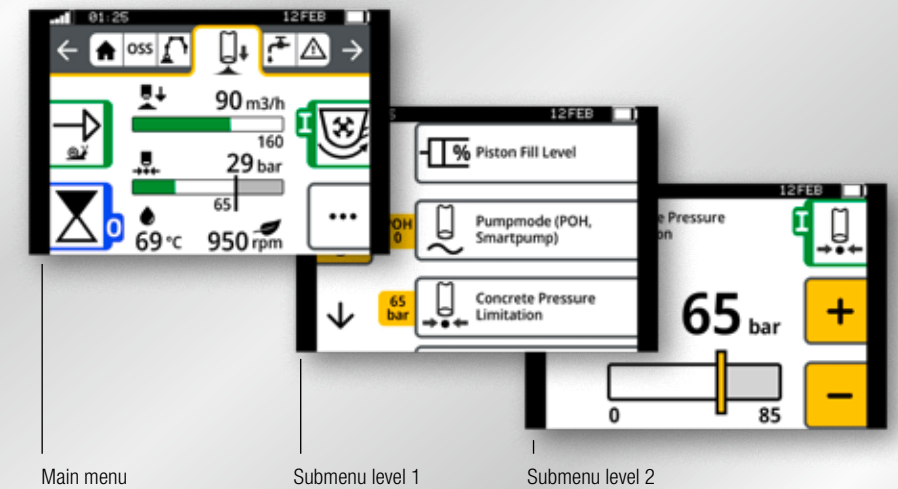 01:25 12FEB
OSS
90 m3/h
160
I
29 bar
65
O
69 °C 950 rpm
12FEB
% Piston Fill Level
POH
0
Pumpmode (POH,
Smartpump)
65
bar
Concrete Pressure
Limitation
12FEB
Pressure
I
65 bar
+
−
0 85
Main menu Submenu level 1 Submenu level 2